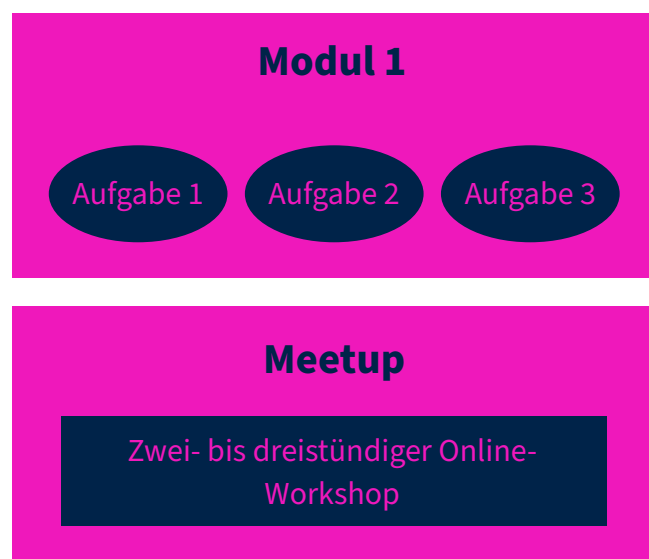 Modul 1
Aufgabe 1 Aufgabe 2 Aufgabe 3
Meetup
Zwei- bis dreistündiger Online-
Workshop